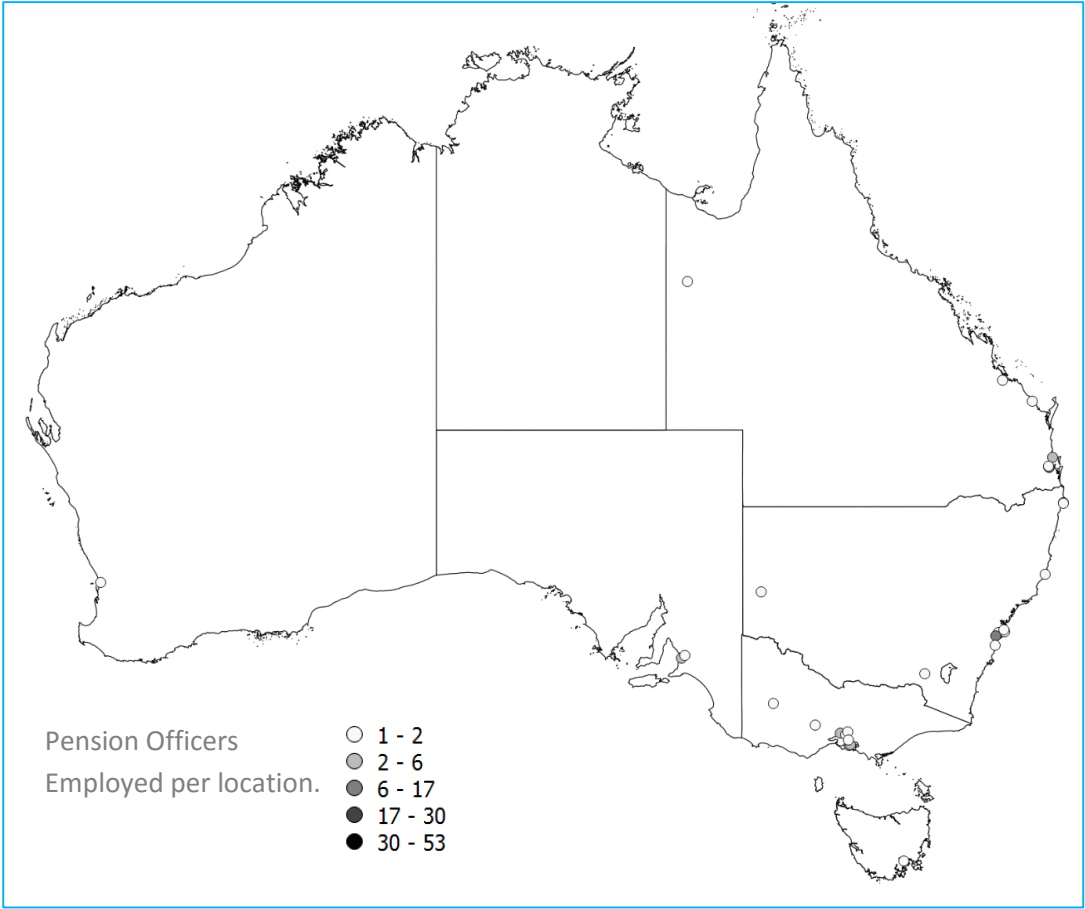 Pension Officers
Employed per location.
1 - 2
2 - 6
6 - 17
17 - 30
30 - 53